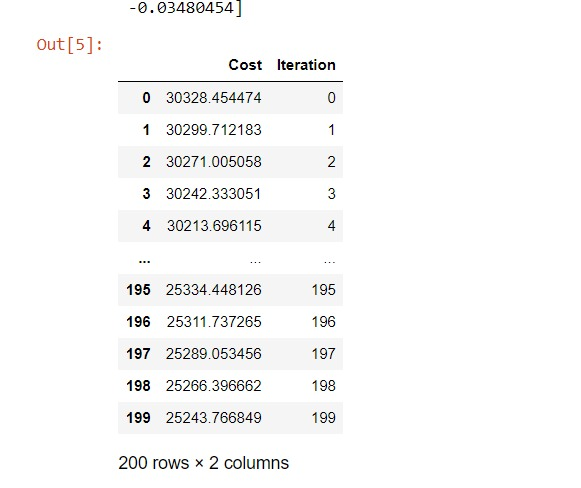 -0.03480454]
Out[5]:
Cost Iteration
0 30328.454474 0
1 30299.712183 1
2 30271.005058 2
3 30242.333051 3
4 30213.696115 4
... ... ...
195 25334.448126 195
196 25311.737265 196
197 25289.053456 197
198 25266.396662 198
199 25243.766849 199
200 rows × 2 columns